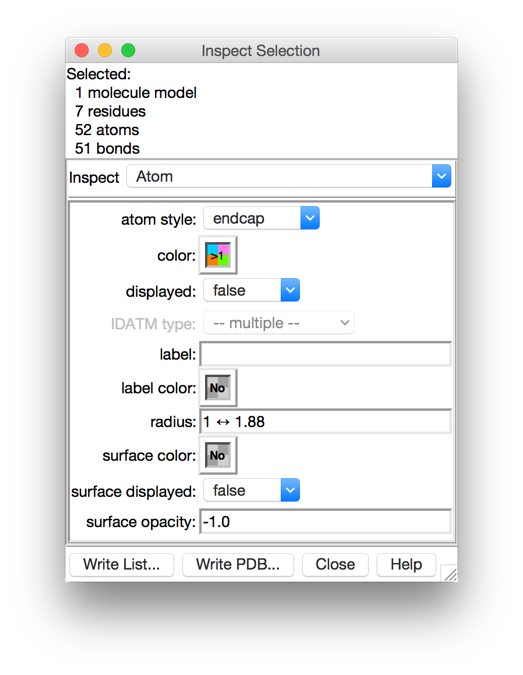 Inspect Selection
Selected:
1 molecule model
7 residues
52 atoms
51 bonds
Inspect Atom
atom style: endcap
color: >1
displayed: false
IDATM type: -- multiple --
label:
label color: No
radius: 1 ↔ 1.88
surface color: No
surface displayed: false
surface opacity: -1.0
Write List... Write PDB... Close Help